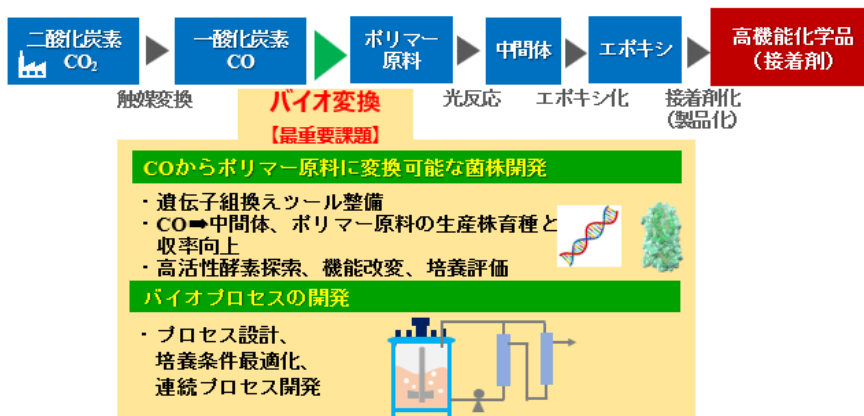 二酸化炭素
CO₂
一酸化炭素
CO
ポリマー
原料
中間体
エポキシ
高機能化学品
（接着剤）
触媒変換
バイオ変換
【最重要課題】
光反応
エポキシ化
接着剤化
（製品化）
COからポリマー原料に変換可能な菌株開発
・遺伝子組換えツール整備
・CO➡中間体、ポリマー原料の生産株育種と
収率向上
・高活性酵素探索、機能改変、培養評価
バイオプロセスの開発
・プロセス設計、
培養条件最適化、
連続プロセス開発